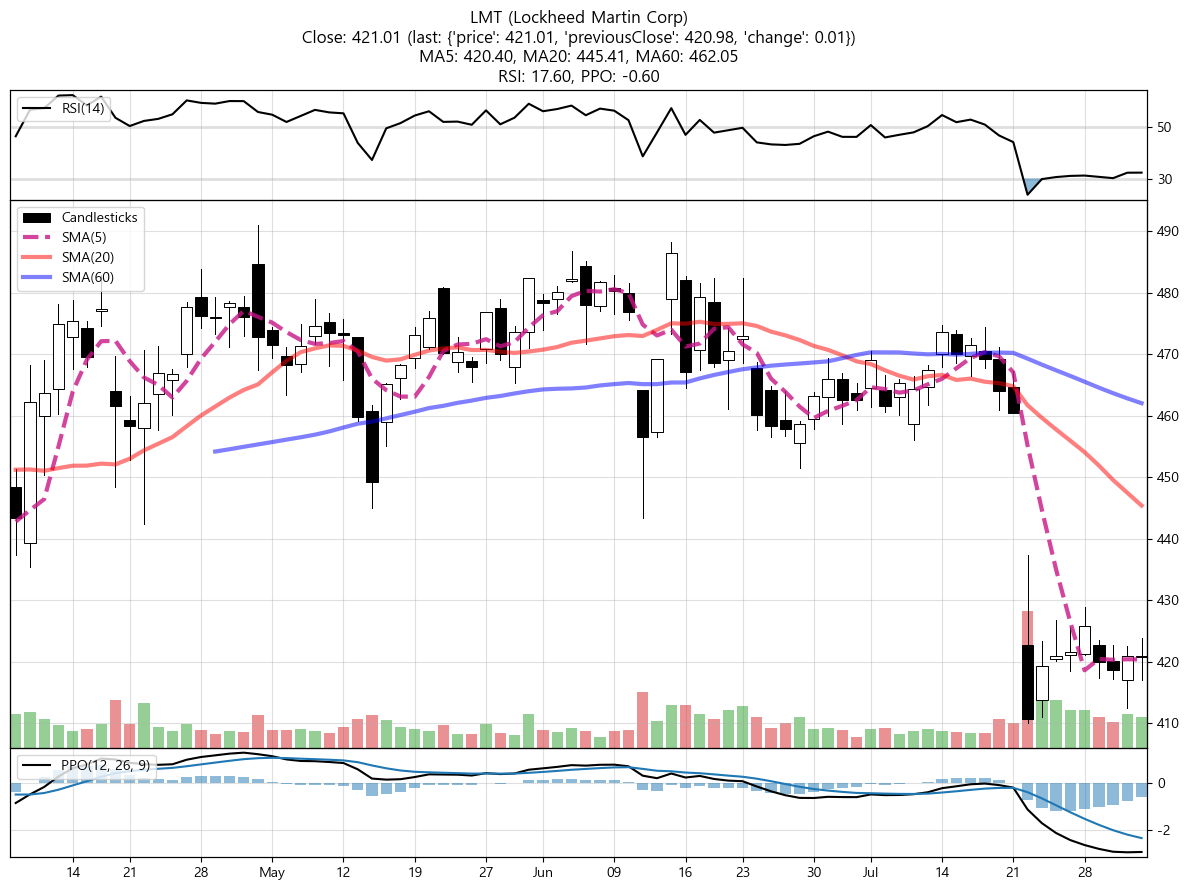 LMT (Lockheed Martin Corp)
Close: 421.01 (last: {'price': 421.01, 'previousClose': 420.98, 'change': 0.01})
MA5: 420.40, MA20: 445.41, MA60: 462.05
RSI: 17.60, PPO: -0.60
RSI(14)
50
30
Candlesticks
SMA(5)
SMA(20)
SMA(60)
490
480
470
460
450
440
430
420
410
PPO(12, 26, 9)
0
-2
14
21
28
May
12
19
27
Jun
09
16
23
30
Jul
14
21
28